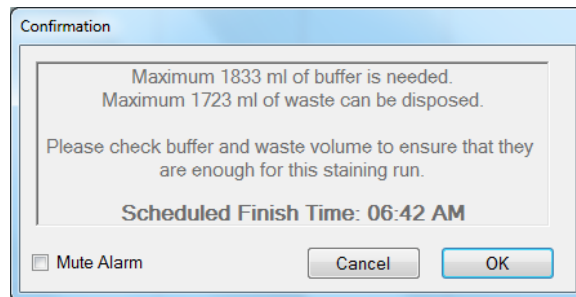 Confirmation
Maximum 1833 ml of buffer is needed.
Maximum 1723 ml of waste can be disposed.
Please check buffer and waste volume to ensure that they
are enough for this staining run.
Scheduled Finish Time: 06:42 AM
Mute Alarm
Cancel
OK